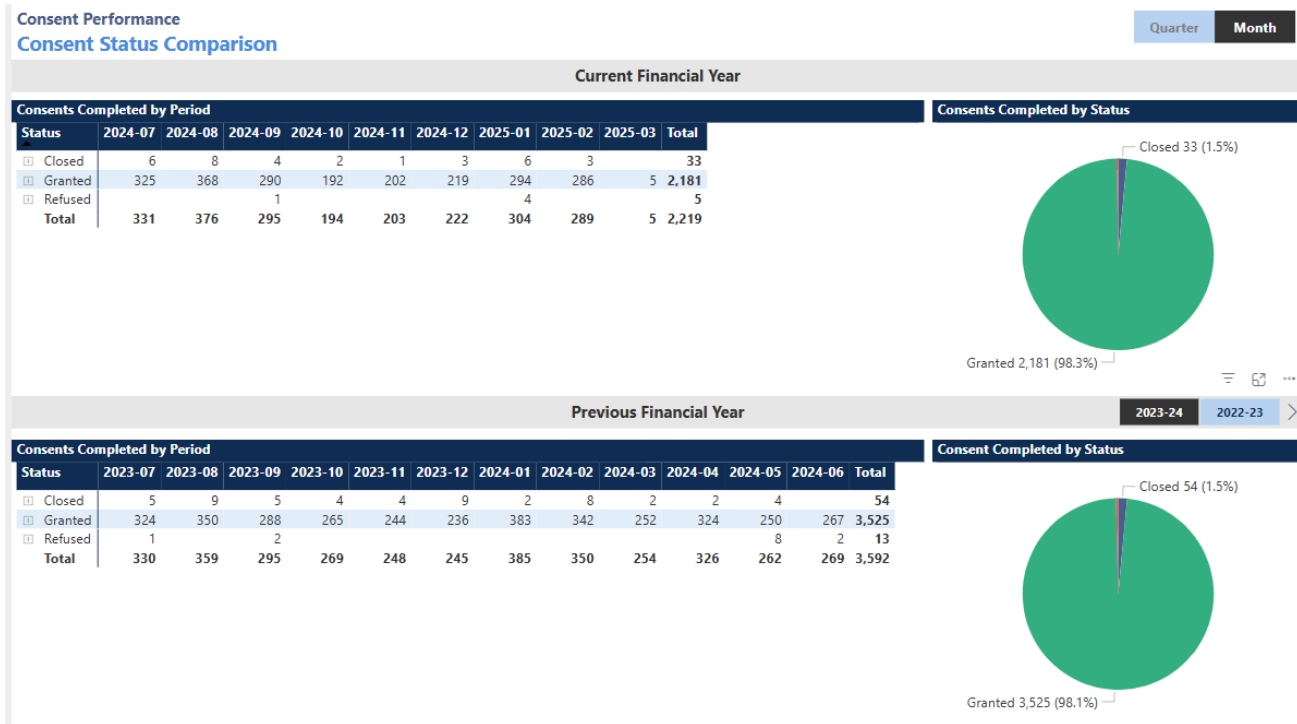 Consent Performance
Consent Status Comparison
Quarter Month
Current Financial Year
Consents Completed by Period
Status 2024-07 2024-08 2024-09 2024-10 2024-11 2024-12 2025-01 2025-02 2025-03 Total
Closed 6 8 4 2 1 3 6 3 33
Granted 325 368 290 192 202 219 294 286 5 2,181
Refused 1 4 5
Total 331 376 295 194 203 222 304 289 5 2,219
Consents Completed by Status
Closed 33 (1.5%)
Granted 2,181 (98.3%)
Previous Financial Year
2023-24 2022-23
Consents Completed by Period
Status 2023-07 2023-08 2023-09 2023-10 2023-11 2023-12 2024-01 2024-02 2024-03 2024-04 2024-05 2024-06 Total
Closed 5 9 5 4 4 9 2 8 2 2 4 54
Granted 324 350 288 265 244 236 383 342 252 324 250 267 3,525
Refused 1 2 8 2 13
Total 330 359 295 269 248 245 385 350 254 326 262 269 3,592
Consent Completed by Status
Closed 54 (1.5%)
Granted 3,525 (98.1%)